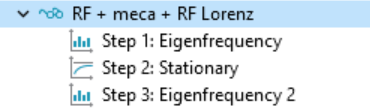 RF + meca + RF Lorenz
Step 1: Eigenfrequency
Step 2: Stationary
Step 3: Eigenfrequency 2